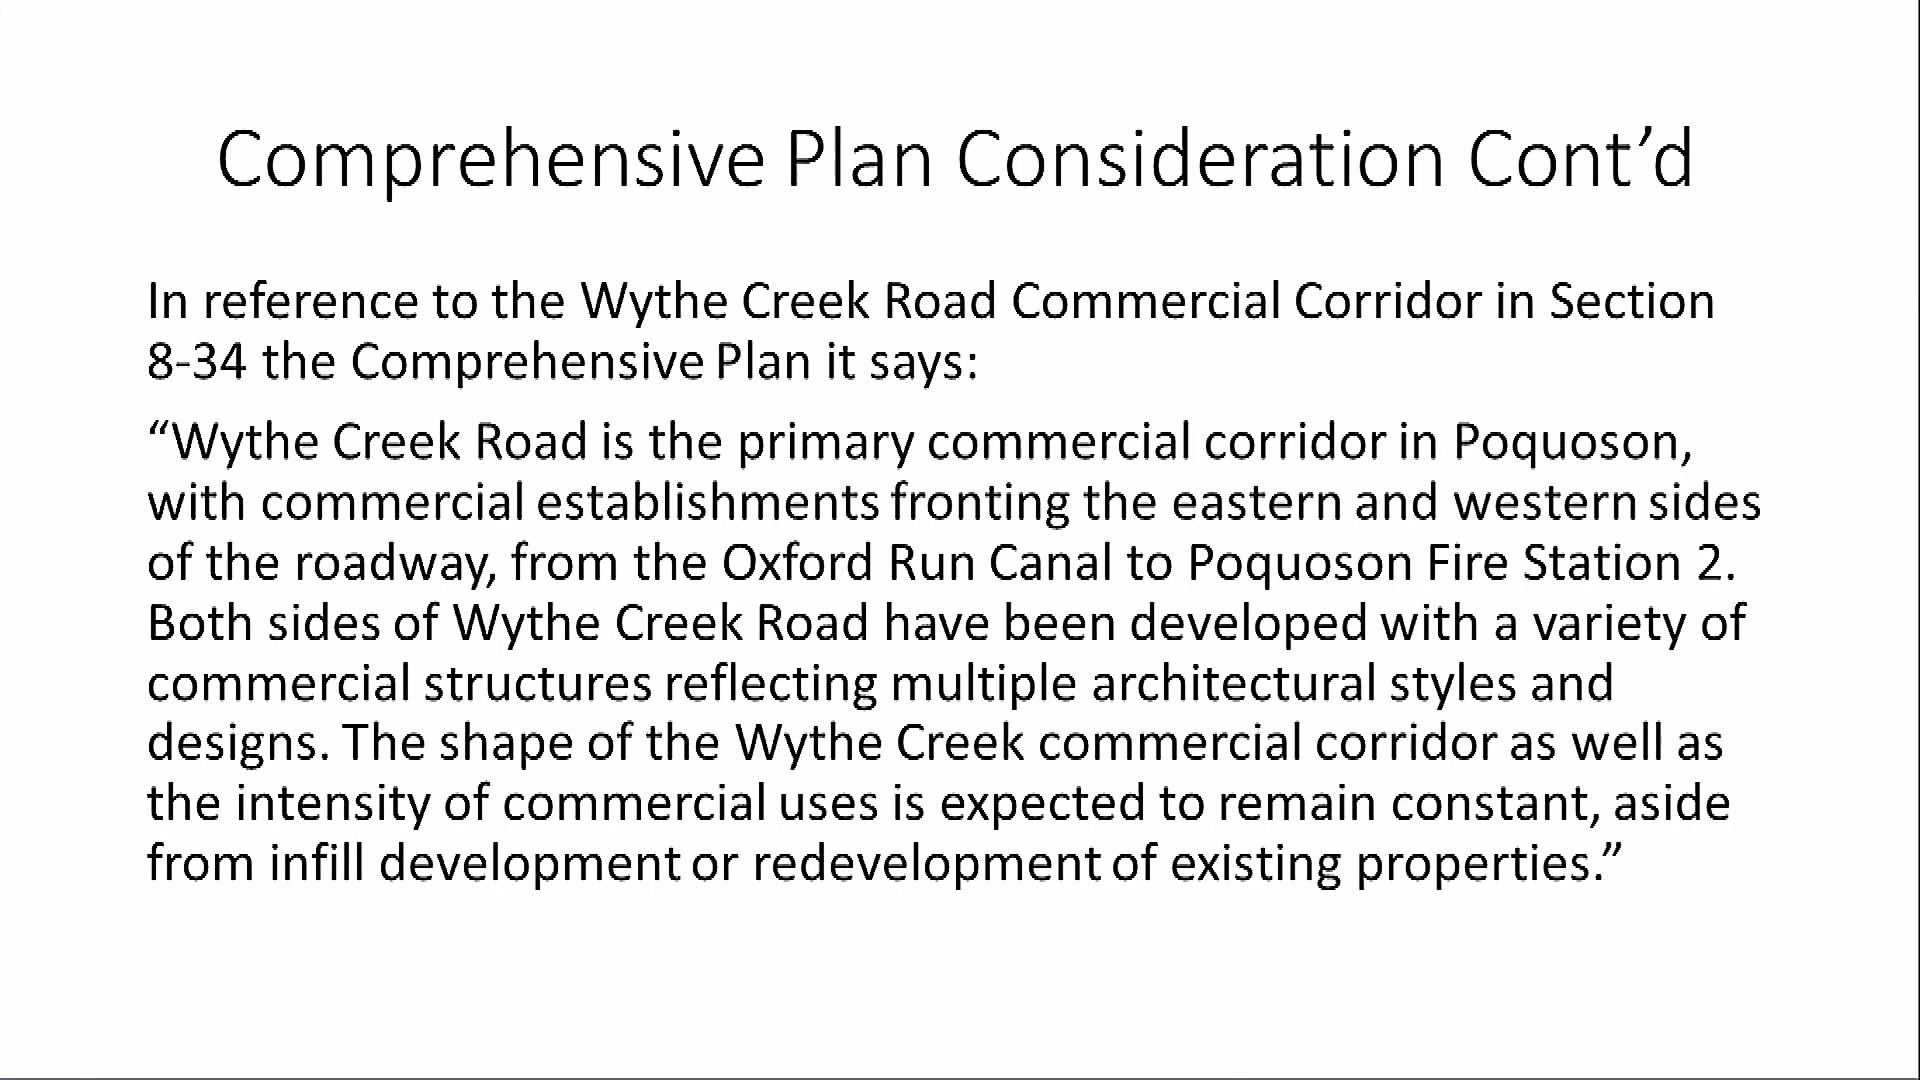 Comprehensive Plan Consideration Cont’d
In reference to the Wythe Creek Road Commercial Corridor in Section
8-34 the Comprehensive Plan it says:
“Wythe Creek Road is the primary commercial corridor in Poquoson,
with commercial establishments fronting the eastern and western sides
of the roadway, from the Oxford Run Canal to Poquoson Fire Station 2.
Both sides of Wythe Creek Road have been developed with a variety of
commercial structures reflecting multiple architectural styles and
designs. The shape of the Wythe Creek commercial corridor as well as
the intensity of commercial uses is expected to remain constant, aside
from infill development or redevelopment of existing properties.”